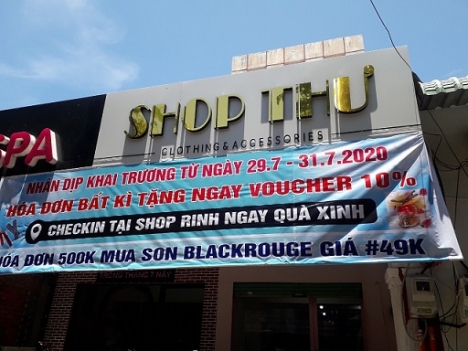 SPA
SHOP THƯ
CLOTHING & ACCESSORIES
NHÂN DỊP KHAI TRƯƠNG TỪ NGÀY 29.7 - 31.7.2020
HÓA ĐƠN BẤT KÌ TẶNG NGAY VOUCHER 10%
CHECKIN TẠI SHOP RINH NGAY QUÀ XINH
HÓA ĐƠN 500K MUA SON BLACKROUGE GIÁ #49K